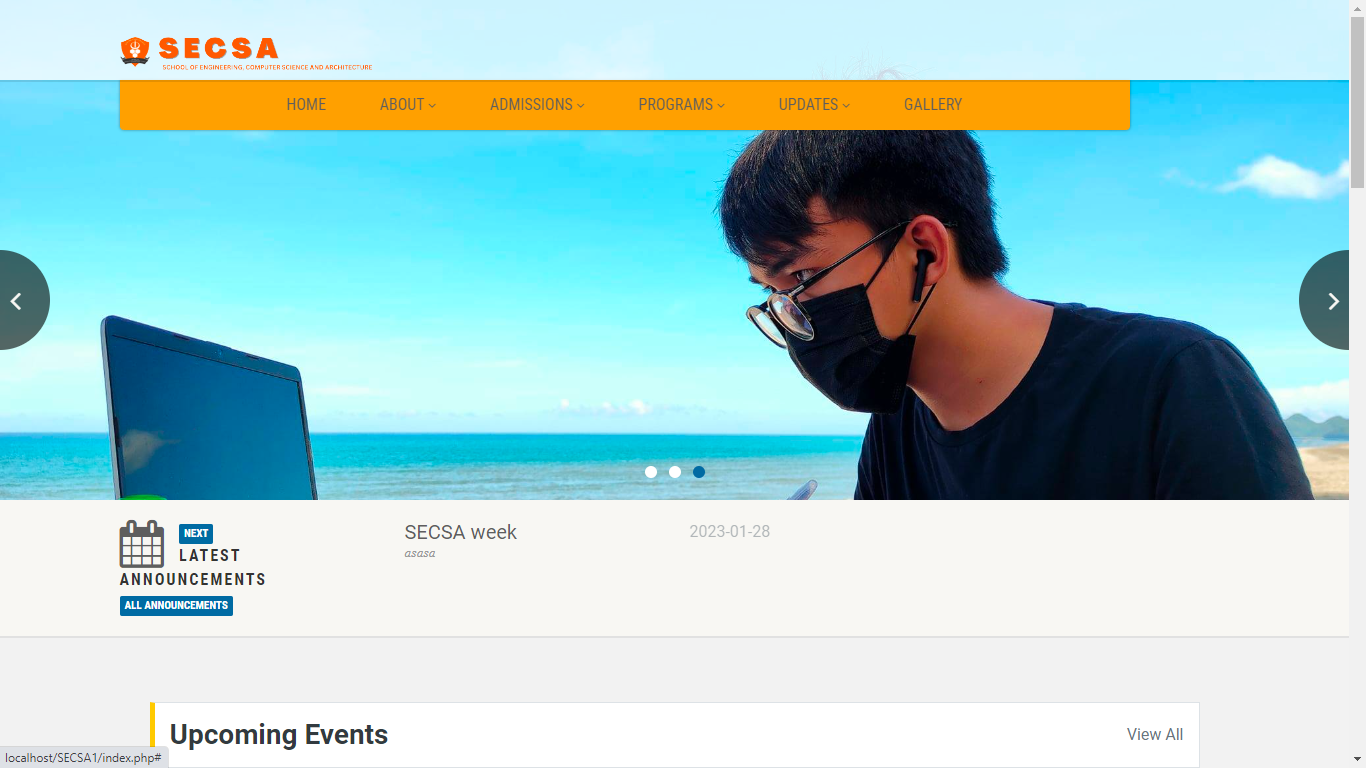 SECSA
SCHOOL OF ENGINEERING, COMPUTER SCIENCE AND ARCHITECTURE
HOME ABOUT ADMISSIONS PROGRAMS UPDATES GALLERY
NEXT
LATEST
ANNOUNCEMENTS
ALL ANNOUNCEMENTS
SECSA week
asasa
2023-01-28
Upcoming Events
View All
localhost/SECSA1/index.php#